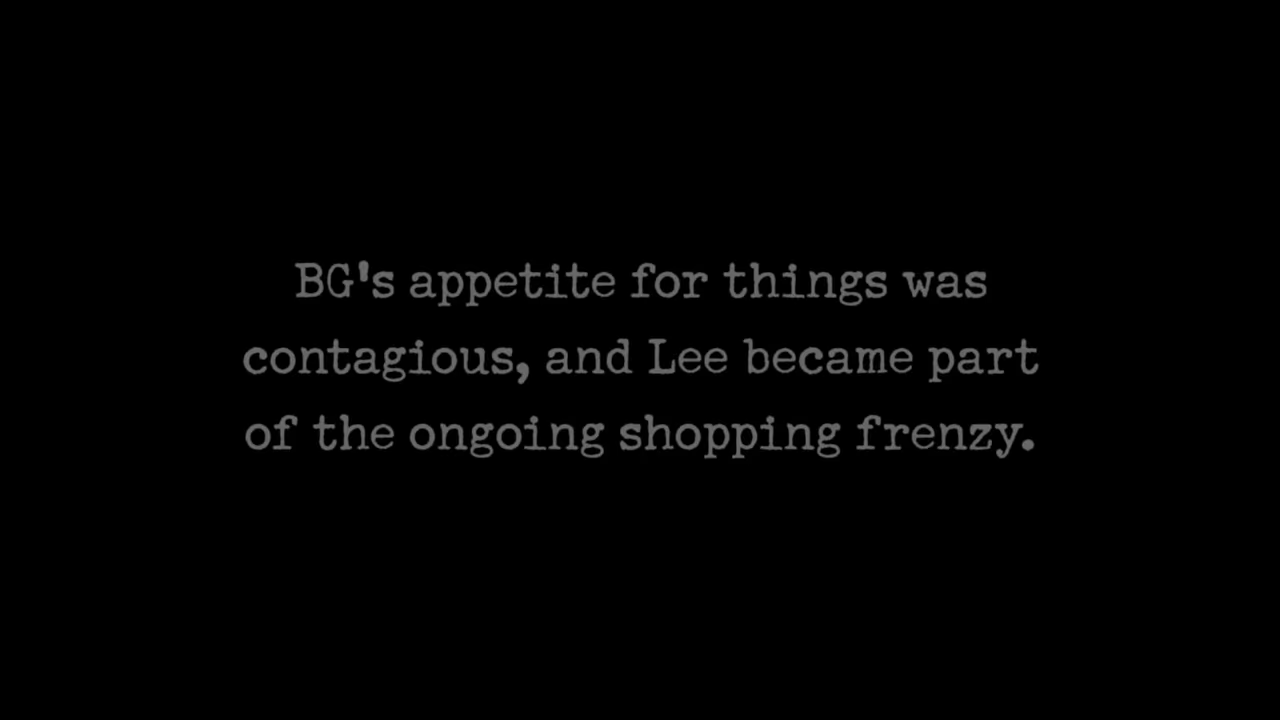 BG's appetite for things was
contagious, and Lee became part
of the ongoing shopping frenzy.